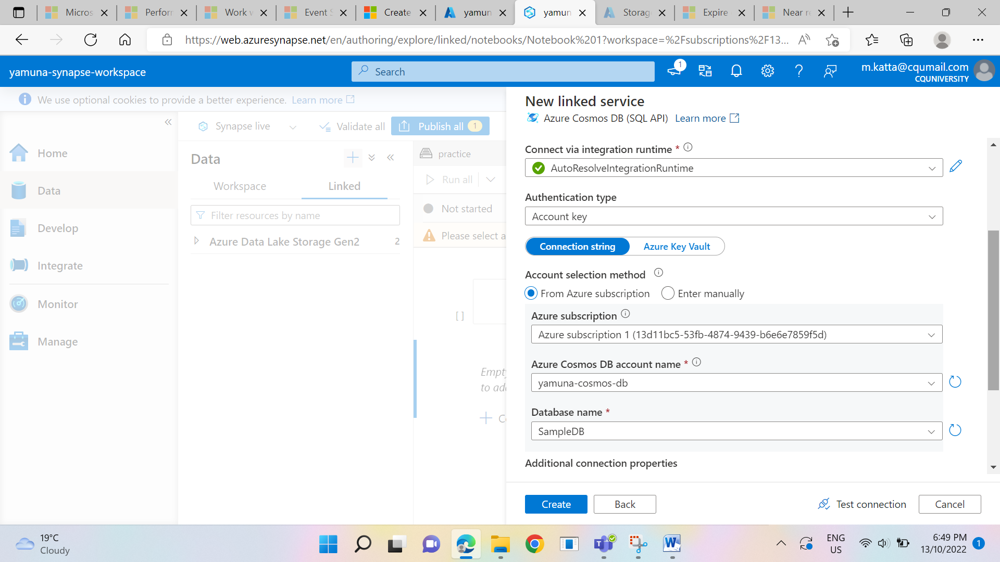 Micros
Perform
Work w
Event S
Create
yamun
yamun
Storag
Expire
Near re
https://web.azuresynapse.net/en/authoring/explore/linked/notebooks/Notebook%201?workspace=%2Fsubscriptions%2F13...
yamuna-synapse-workspace
Search
1
m.katta@cqumail.com
CQUNIVERSITY
We use optional cookies to provide a better experience. Learn more
Home
Data
Develop
Integrate
Monitor
Manage
Synapse live
Validate all
Publish all 1
Data
Workspace
Linked
Filter resources by name
Azure Data Lake Storage Gen2 2
practice
Run all
Not started
Please select a
[ ]
Empty
to add
New linked service
Azure Cosmos DB (SQL API) Learn more
Connect via integration runtime *
AutoResolveIntegrationRuntime
Authentication type
Account key
Connection string
Azure Key Vault
Account selection method
From Azure subscription
Enter manually
Azure subscription
Azure subscription 1 (13d11bc5-53fb-4874-9439-b6e6e7859f5d)
Azure Cosmos DB account name *
yamuna-cosmos-db
Database name *
SampleDB
Additional connection properties
Create
Back
Test connection
Cancel
19°C
Cloudy
ENG
US
6:49 PM
13/10/2022
1